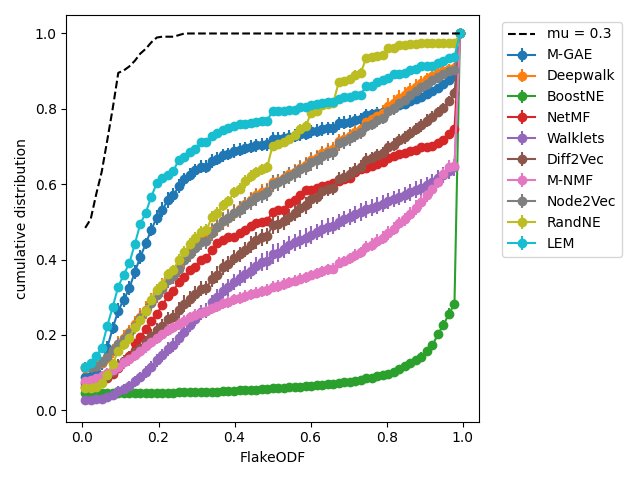 1.0
0.8
0.6
0.4
0.2
0.0
cumulative distribution
0.0 0.2 0.4 0.6 0.8 1.0
FlakeODF
mu = 0.3
M-GAE
Deepwalk
BoostNE
NetMF
Walklets
Diff2Vec
M-NMF
Node2Vec
RandNE
LEM